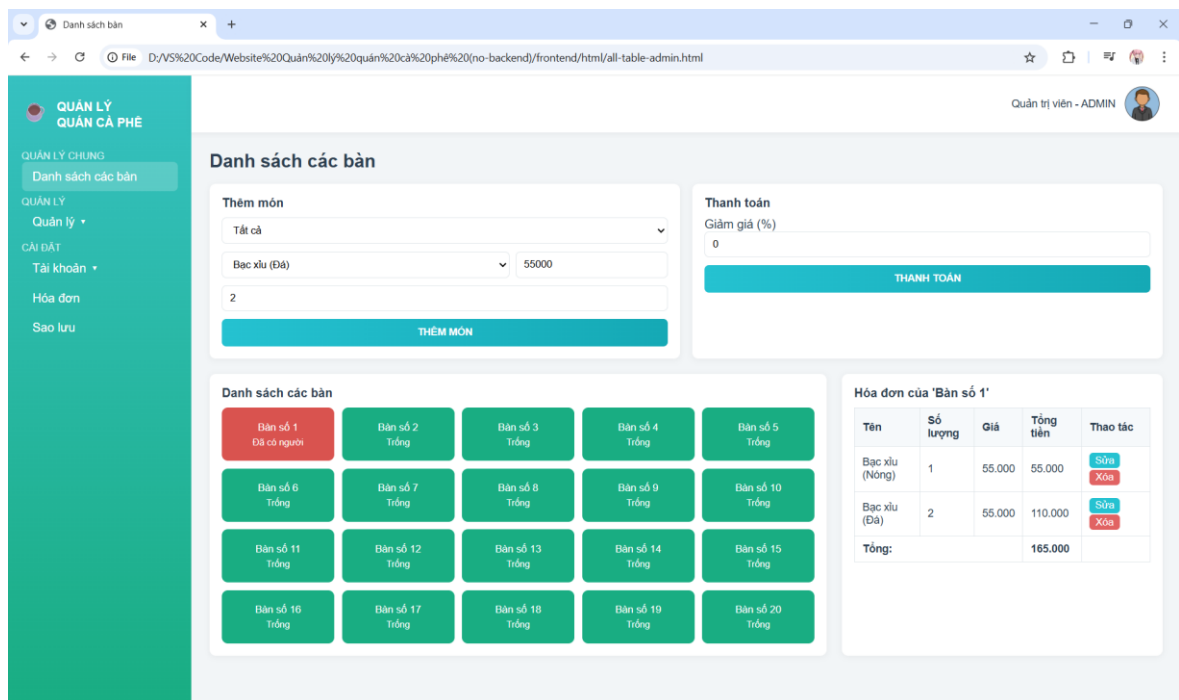 Danh sách bàn
File D:/VS%20Code/Website%20Quản%20lý%20quán%20cà%20phê%20(no-backend)/frontend/html/all-table-admin.html
QUẢN LÝ
QUÁN CÀ PHÊ
Quản trị viên - ADMIN
QUẢN LÝ CHUNG
Danh sách các bàn
QUẢN LÝ
Quản lý
CÀI ĐẶT
Tài khoản
Hóa đơn
Sao lưu
Danh sách các bàn
Thêm món
Tất cả
Bạc xỉu (Đá) 55000
2
THÊM MÓN
Thanh toán
Giảm giá (%)
0
THANH TOÁN
Danh sách các bàn
Bàn số 1 Bàn số 2 Bàn số 3 Bàn số 4 Bàn số 5
Đã có người Trống Trống Trống Trống
Bàn số 6 Bàn số 7 Bàn số 8 Bàn số 9 Bàn số 10
Trống Trống Trống Trống Trống
Bàn số 11 Bàn số 12 Bàn số 13 Bàn số 14 Bàn số 15
Trống Trống Trống Trống Trống
Bàn số 16 Bàn số 17 Bàn số 18 Bàn số 19 Bàn số 20
Trống Trống Trống Trống Trống
Hóa đơn của 'Bàn số 1'
Tên Số lượng Giá Tổng tiền Thao tác
Bạc xỉu (Nóng) 1 55.000 55.000 Sửa Xóa
Bạc xỉu (Đá) 2 55.000 110.000 Sửa Xóa
Tổng: 165.000